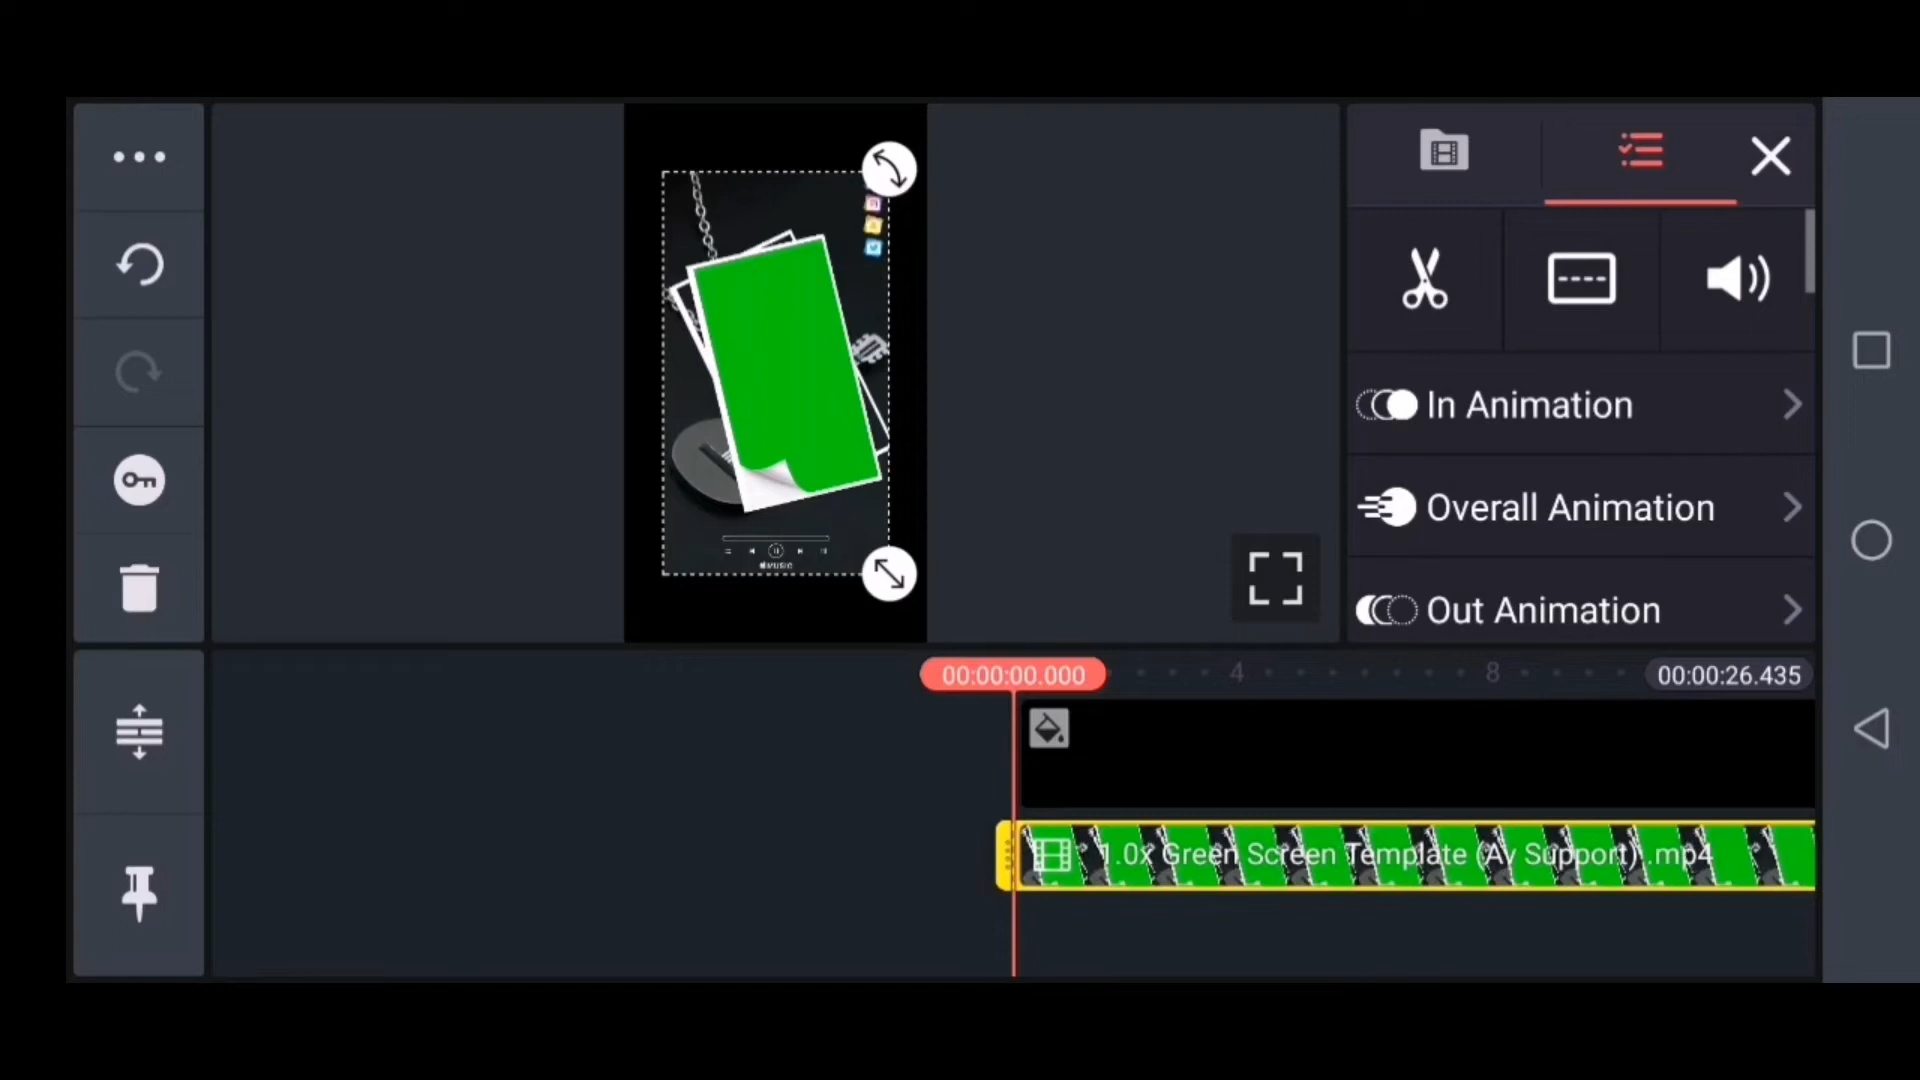 In Animation
Overall Animation
Out Animation
MUSIC
00:00:00.000
4
8
00:00:26.435
1.0x Green Screen Template (Av Support) .mp4